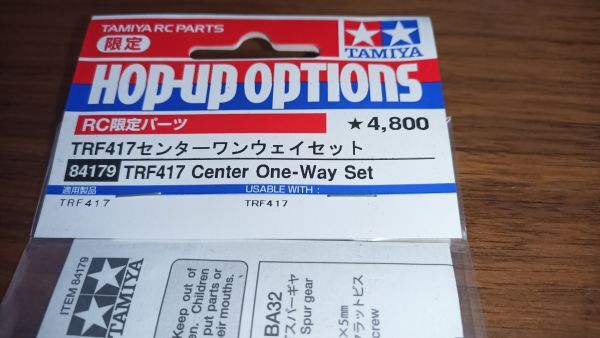 TAMIYA RC PARTS
限定
TAMIYA
HOP-UP OPTIONS
RC限定パーツ
★4,800
TRF417センターワンウェイセット
84179 TRF417 Center One-Way Set
適用製品
USABLE WITH :
TRF417
TRF417
ITEM 84179
TAMIYA
Keep out of
en. Children
put parts or
eir mouths.
BA32
スパーギヤ
Spur gear
×5mm
フラットビス
crew